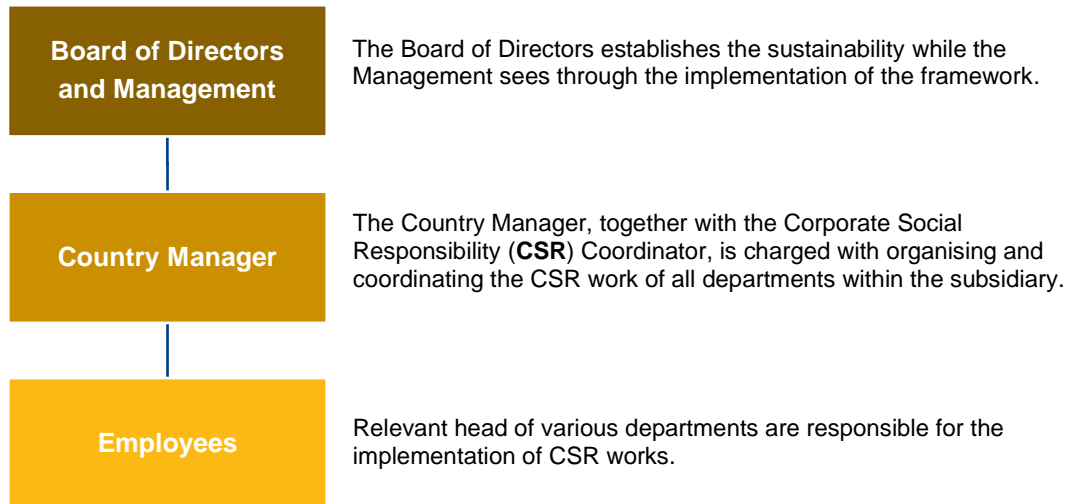 Board of Directors
and Management
The Board of Directors establishes the sustainability while the
Management sees through the implementation of the framework.
Country Manager
The Country Manager, together with the Corporate Social
Responsibility (CSR) Coordinator, is charged with organising and
coordinating the CSR work of all departments within the subsidiary.
Employees
Relevant head of various departments are responsible for the
implementation of CSR works.